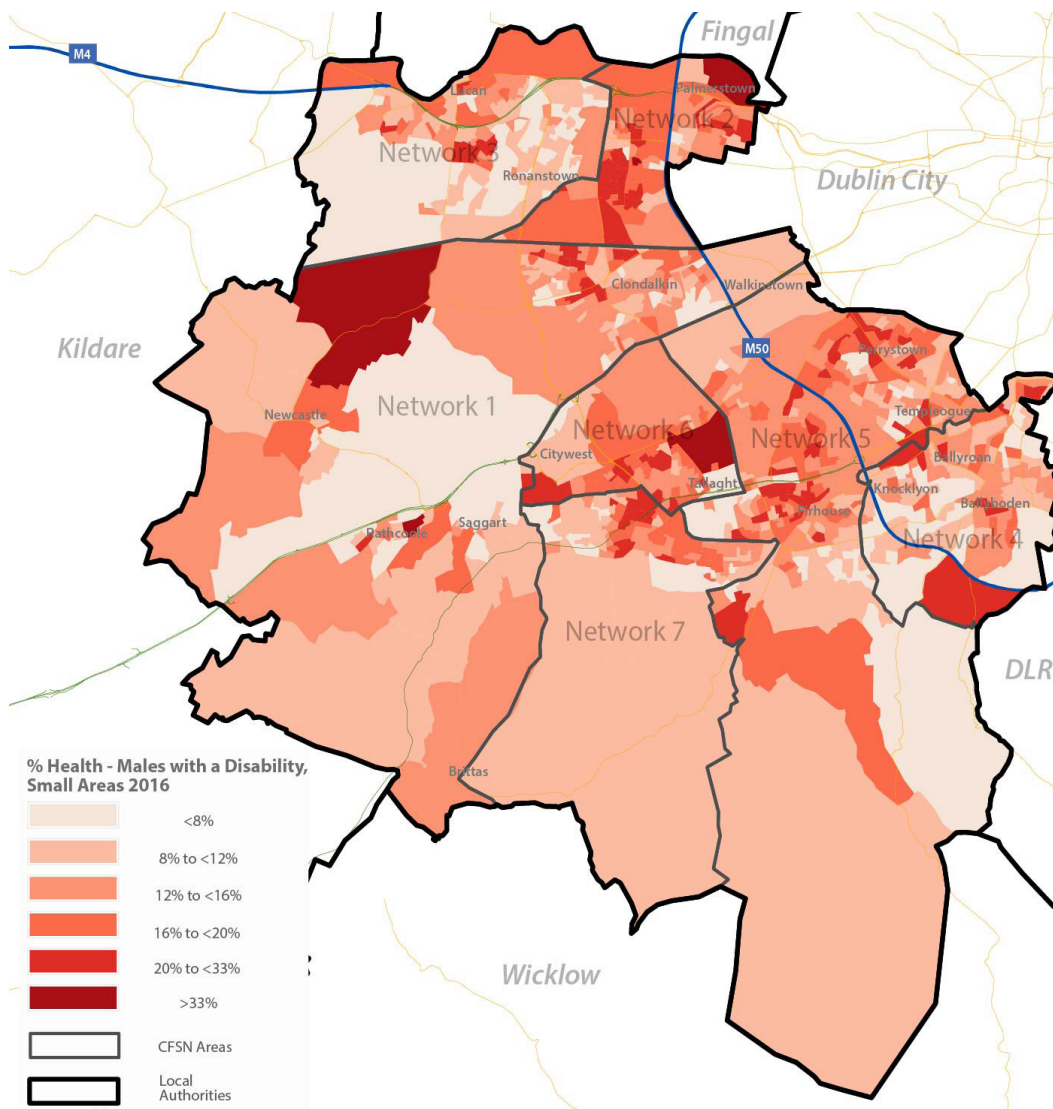 Fingal
M4
Lucan
Palmerstown
Network 2
Network 3
Ronanstown
Dublin City
Clondalkin
Walkinstown
Kildare
M50
Perrystown
Newcastle
Network 1
Templeogue
Network 6
Network 5
Citywest
Ballyroan
Tallaght
Knocklyon
Rathcoole
Saggart
Firhouse
Ballyboden
Network 4
Network 7
DLR
Brittas
Wicklow
% Health - Males with a Disability,
Small Areas 2016
<8%
8% to <12%
12% to <16%
16% to <20%
20% to <33%
>33%
CFSN Areas
Local
Authorities